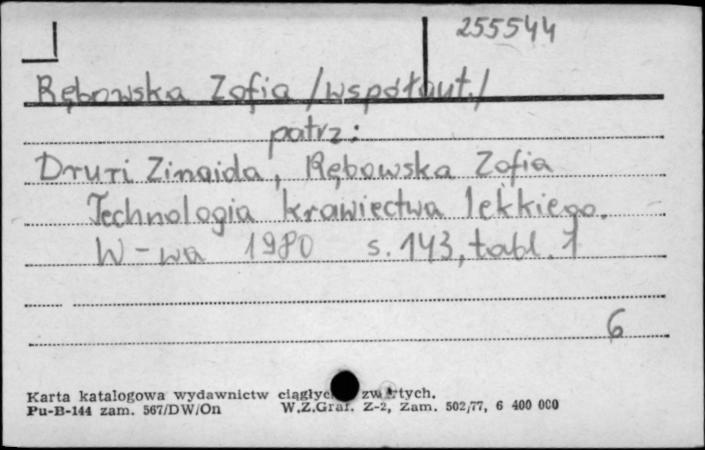 255544
Rębowska Zofia /współaut./
patrz:
Druri Zinaida, Rębowska Zofia
Technologia krawiectwa lekkiego.
W-wa 1980 s. 143, tabl. 1
6
Karta katalogowa wydawnictw ciągłyc zwartych.
Pu-B-144 zam. 567/DW/On W.Z.Graf. Z-2, Zam. 502/77, 6 400 000